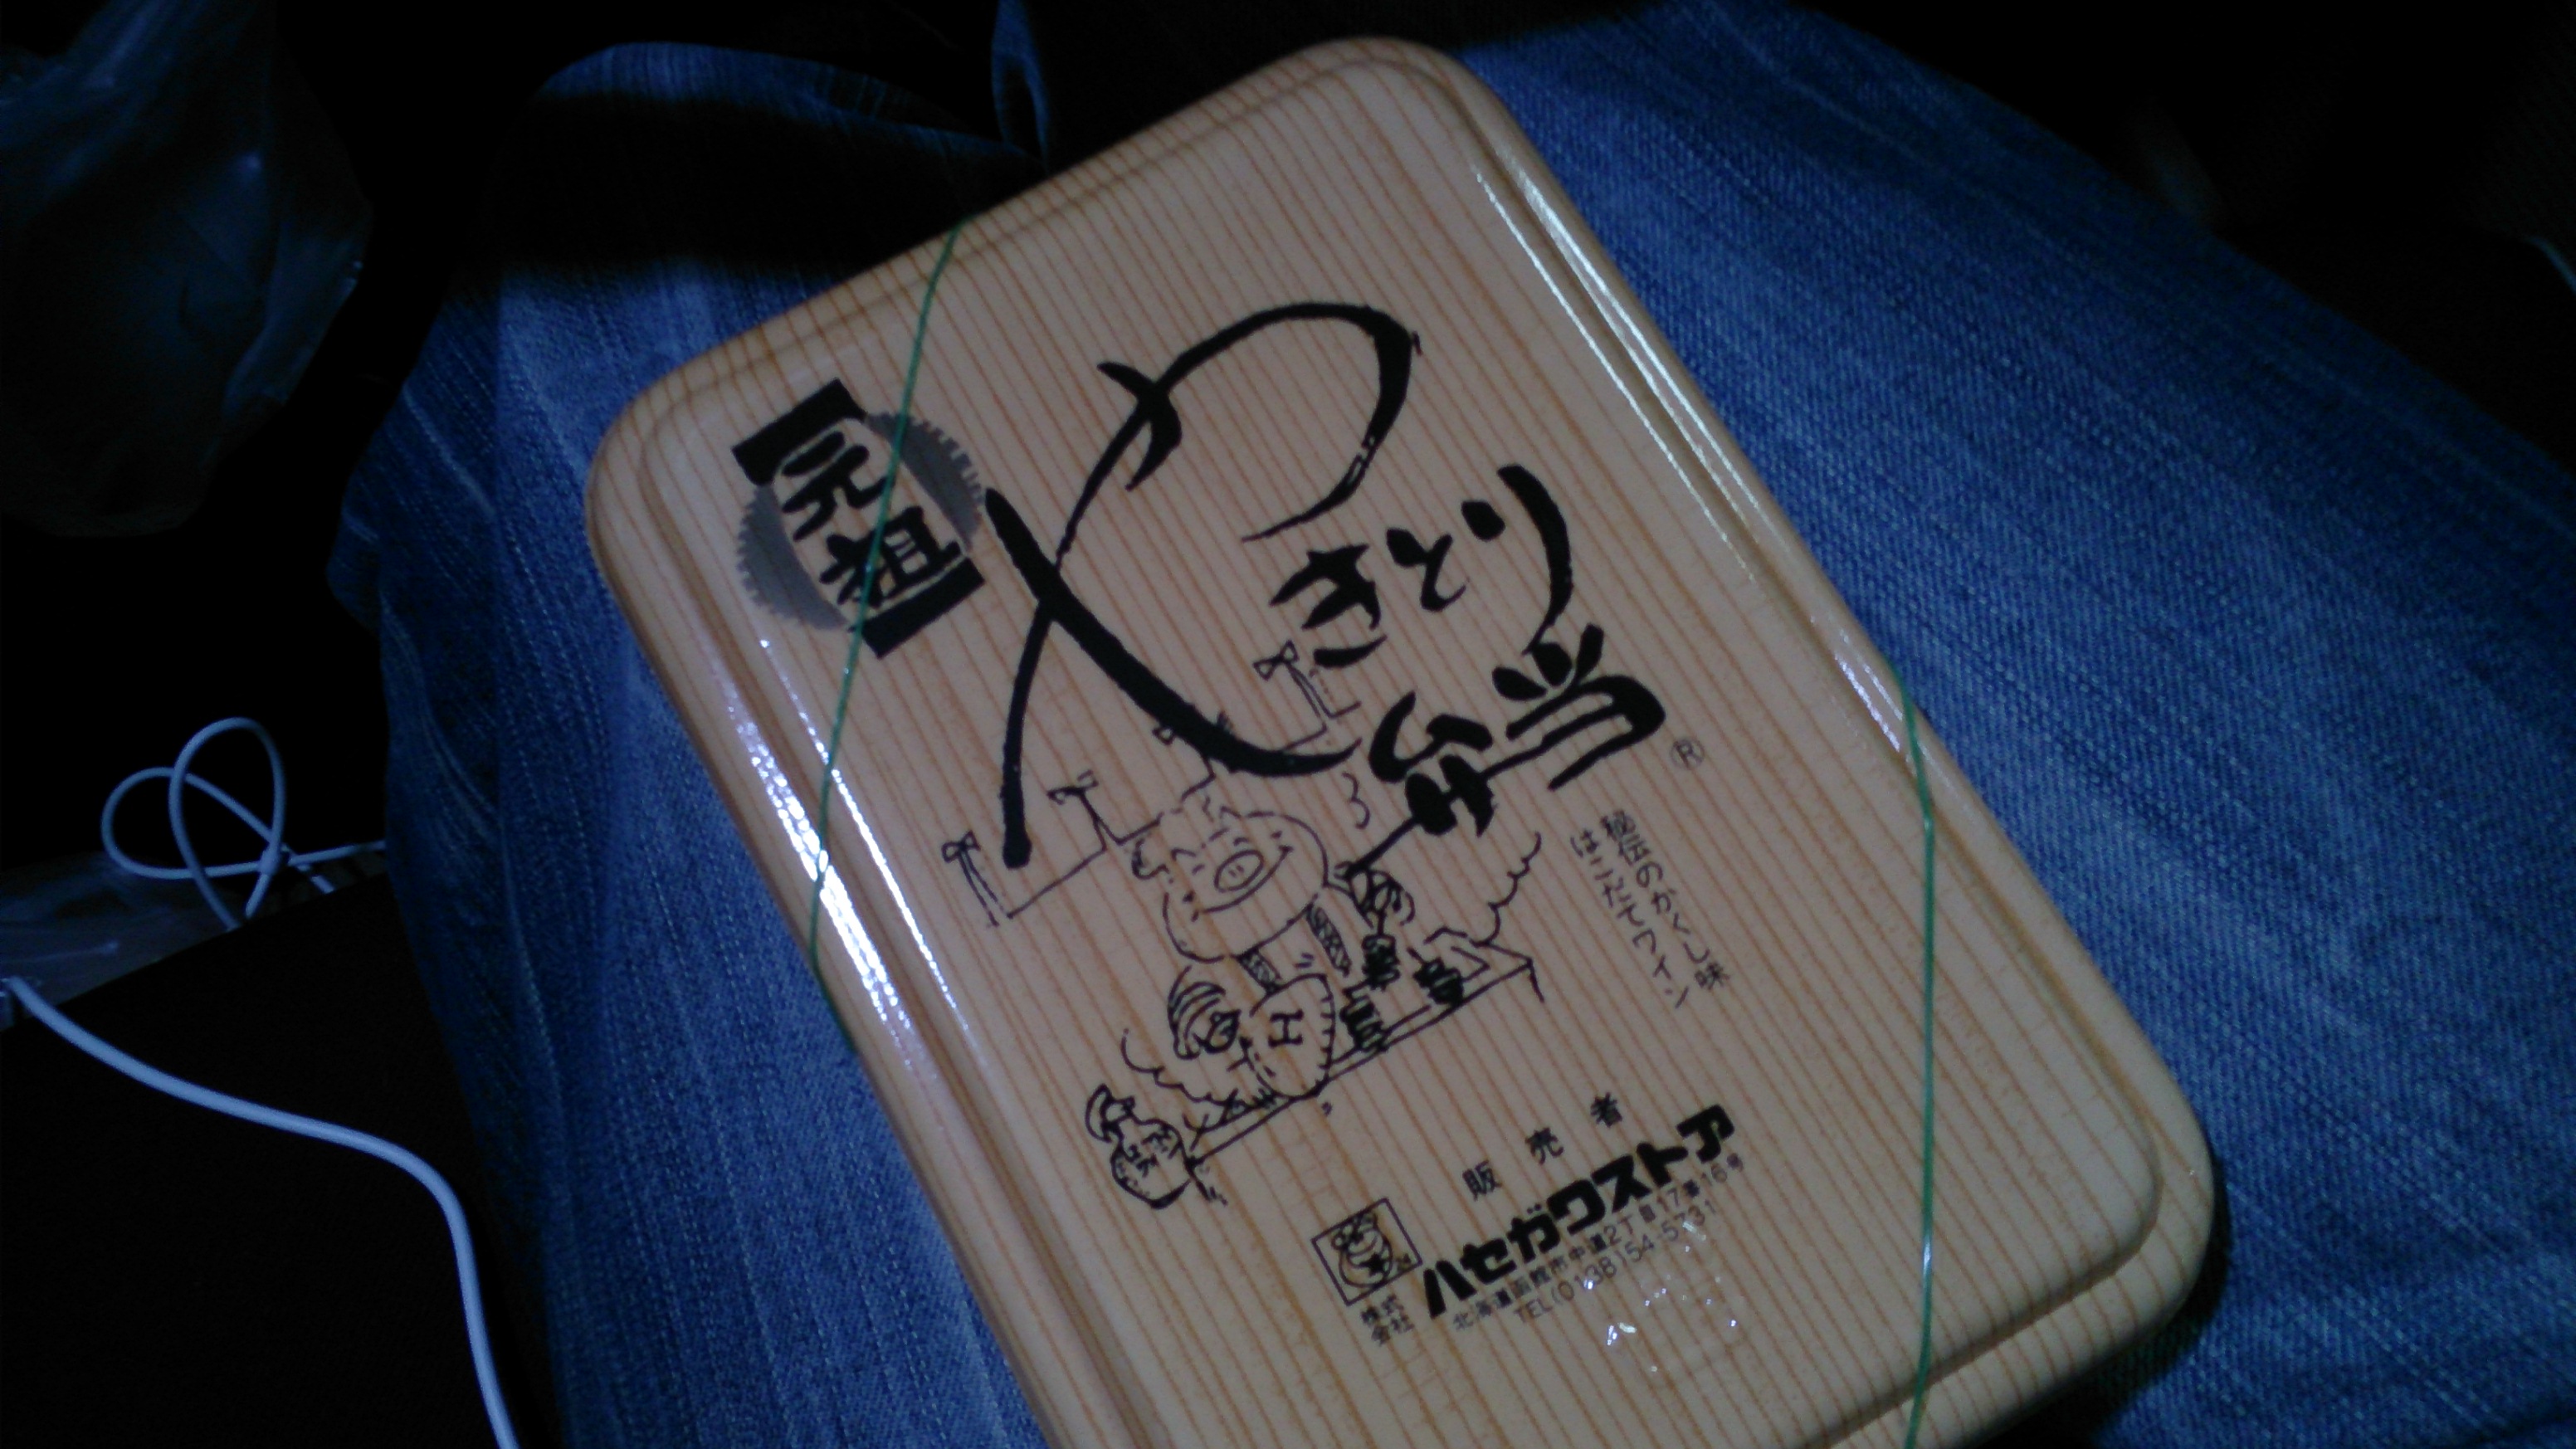 元祖
やきとり弁当
®
秘伝のかくし味
はこだてワイン
H
販売者
株式会社
ハセガワストア
北海道函館市中道2丁目17番16号
TEL(0138)54-5731